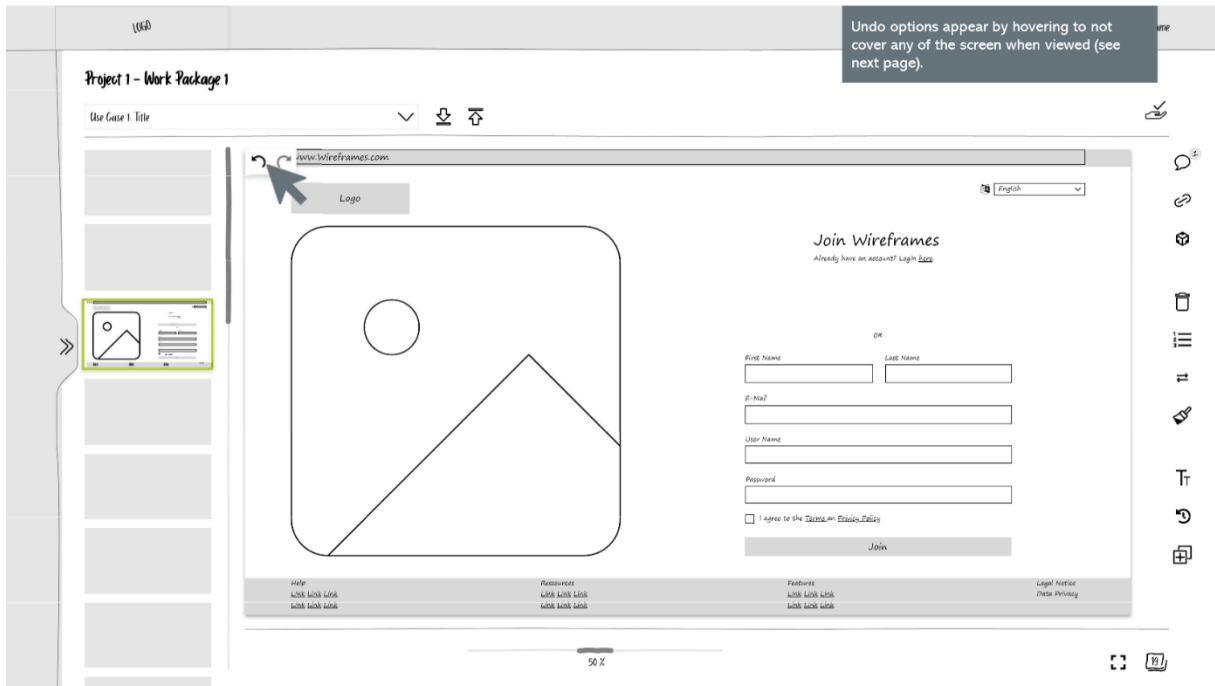 LOGO
Undo options appear by hovering to not
cover any of the screen when viewed (see
next page).
Project 1 - Work Package 1
Use Case 1: Title
www.Wireframes.com
1
Logo
English
Join Wireframes
Already have an account? Login here
OR
First Name Last Name
E-Mail
User Name
Password
I agree to the Terms an Privacy Policy
Join
Help Ressources Features Legal Notice
Link Link Link Link Link Link Link Link Link Data Privacy
Link Link Link Link Link Link Link Link Link
50 %
19